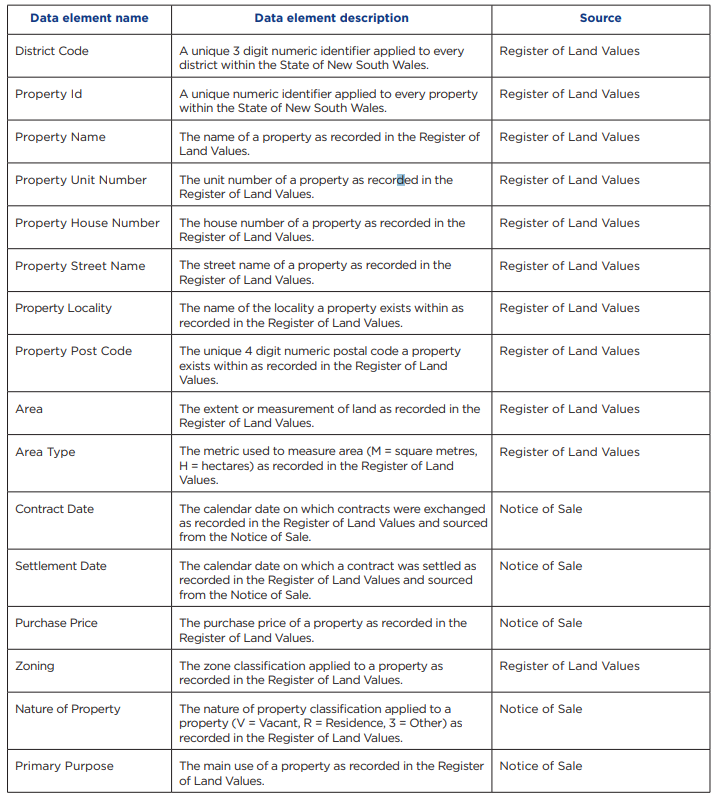 Data element name Data element description Source
District Code A unique 3 digit numeric identifier applied to every Register of Land Values
district within the State of New South Wales.
Property Id A unique numeric identifier applied to every property Register of Land Values
within the State of New South Wales.
Property Name The name of a property as recorded in the Register of Register of Land Values
Land Values.
Property Unit Number The unit number of a property as recorded in the Register of Land Values
Register of Land Values.
Property House Number The house number of a property as recorded in the Register of Land Values
Register of Land Values.
Property Street Name The street name of a property as recorded in the Register of Land Values
Register of Land Values.
Property Locality The name of the locality a property exists within as Register of Land Values
recorded in the Register of Land Values.
Property Post Code The unique 4 digit numeric postal code a property Register of Land Values
exists within as recorded in the Register of Land
Values.
Area The extent or measurement of land as recorded in the Register of Land Values
Register of Land Values.
Area Type The metric used to measure area (M = square metres, Register of Land Values
H = hectares) as recorded in the Register of Land
Values.
Contract Date The calendar date on which contracts were exchanged Notice of Sale
as recorded in the Register of Land Values and sourced
from the Notice of Sale.
Settlement Date The calendar date on which a contract was settled as Notice of Sale
recorded in the Register of Land Values and sourced
from the Notice of Sale.
Purchase Price The purchase price of a property as recorded in the Notice of Sale
Register of Land Values.
Zoning The zone classification applied to a property as Register of Land Values
recorded in the Register of Land Values.
Nature of Property The nature of property classification applied to a Notice of Sale
property (V = Vacant, R = Residence, 3 = Other) as
recorded in the Register of Land Values.
Primary Purpose The main use of a property as recorded in the Register Notice of Sale
of Land Values.